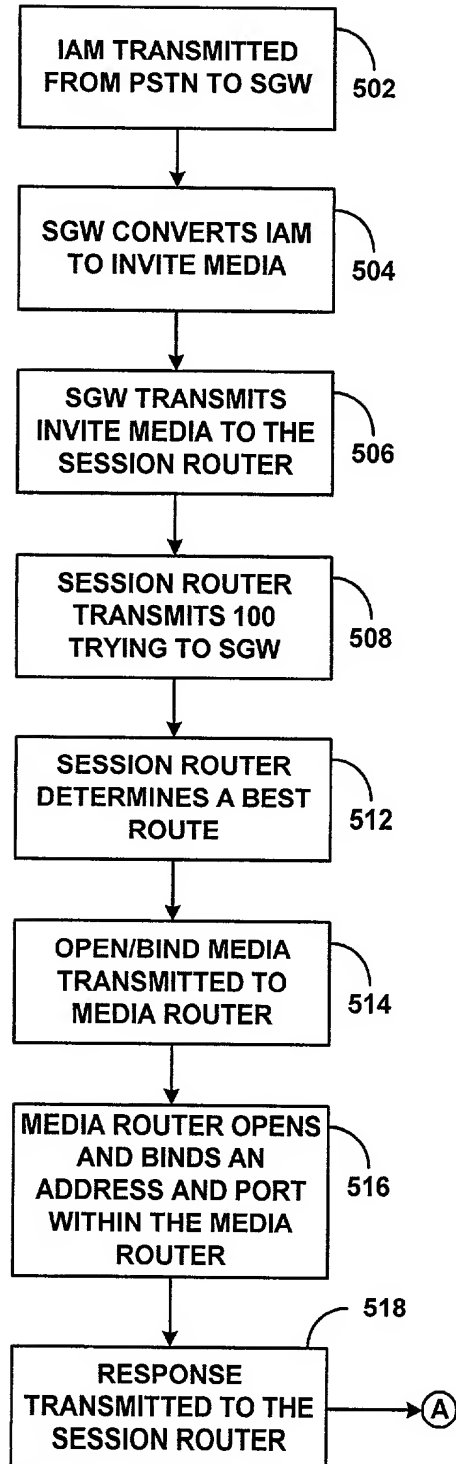 IAM TRANSMITTED
FROM PSTN TO SGW
502
SGW CONVERTS IAM
TO INVITE MEDIA
504
SGW TRANSMITS
INVITE MEDIA TO THE
SESSION ROUTER
506
SESSION ROUTER
TRANSMITS 100
TRYING TO SGW
508
SESSION ROUTER
DETERMINES A BEST
ROUTE
512
OPEN/BIND MEDIA
TRANSMITTED TO
MEDIA ROUTER
514
MEDIA ROUTER OPENS
AND BINDS AN
ADDRESS AND PORT
WITHIN THE MEDIA
ROUTER
516
518
RESPONSE
TRANSMITTED TO THE
SESSION ROUTER
A